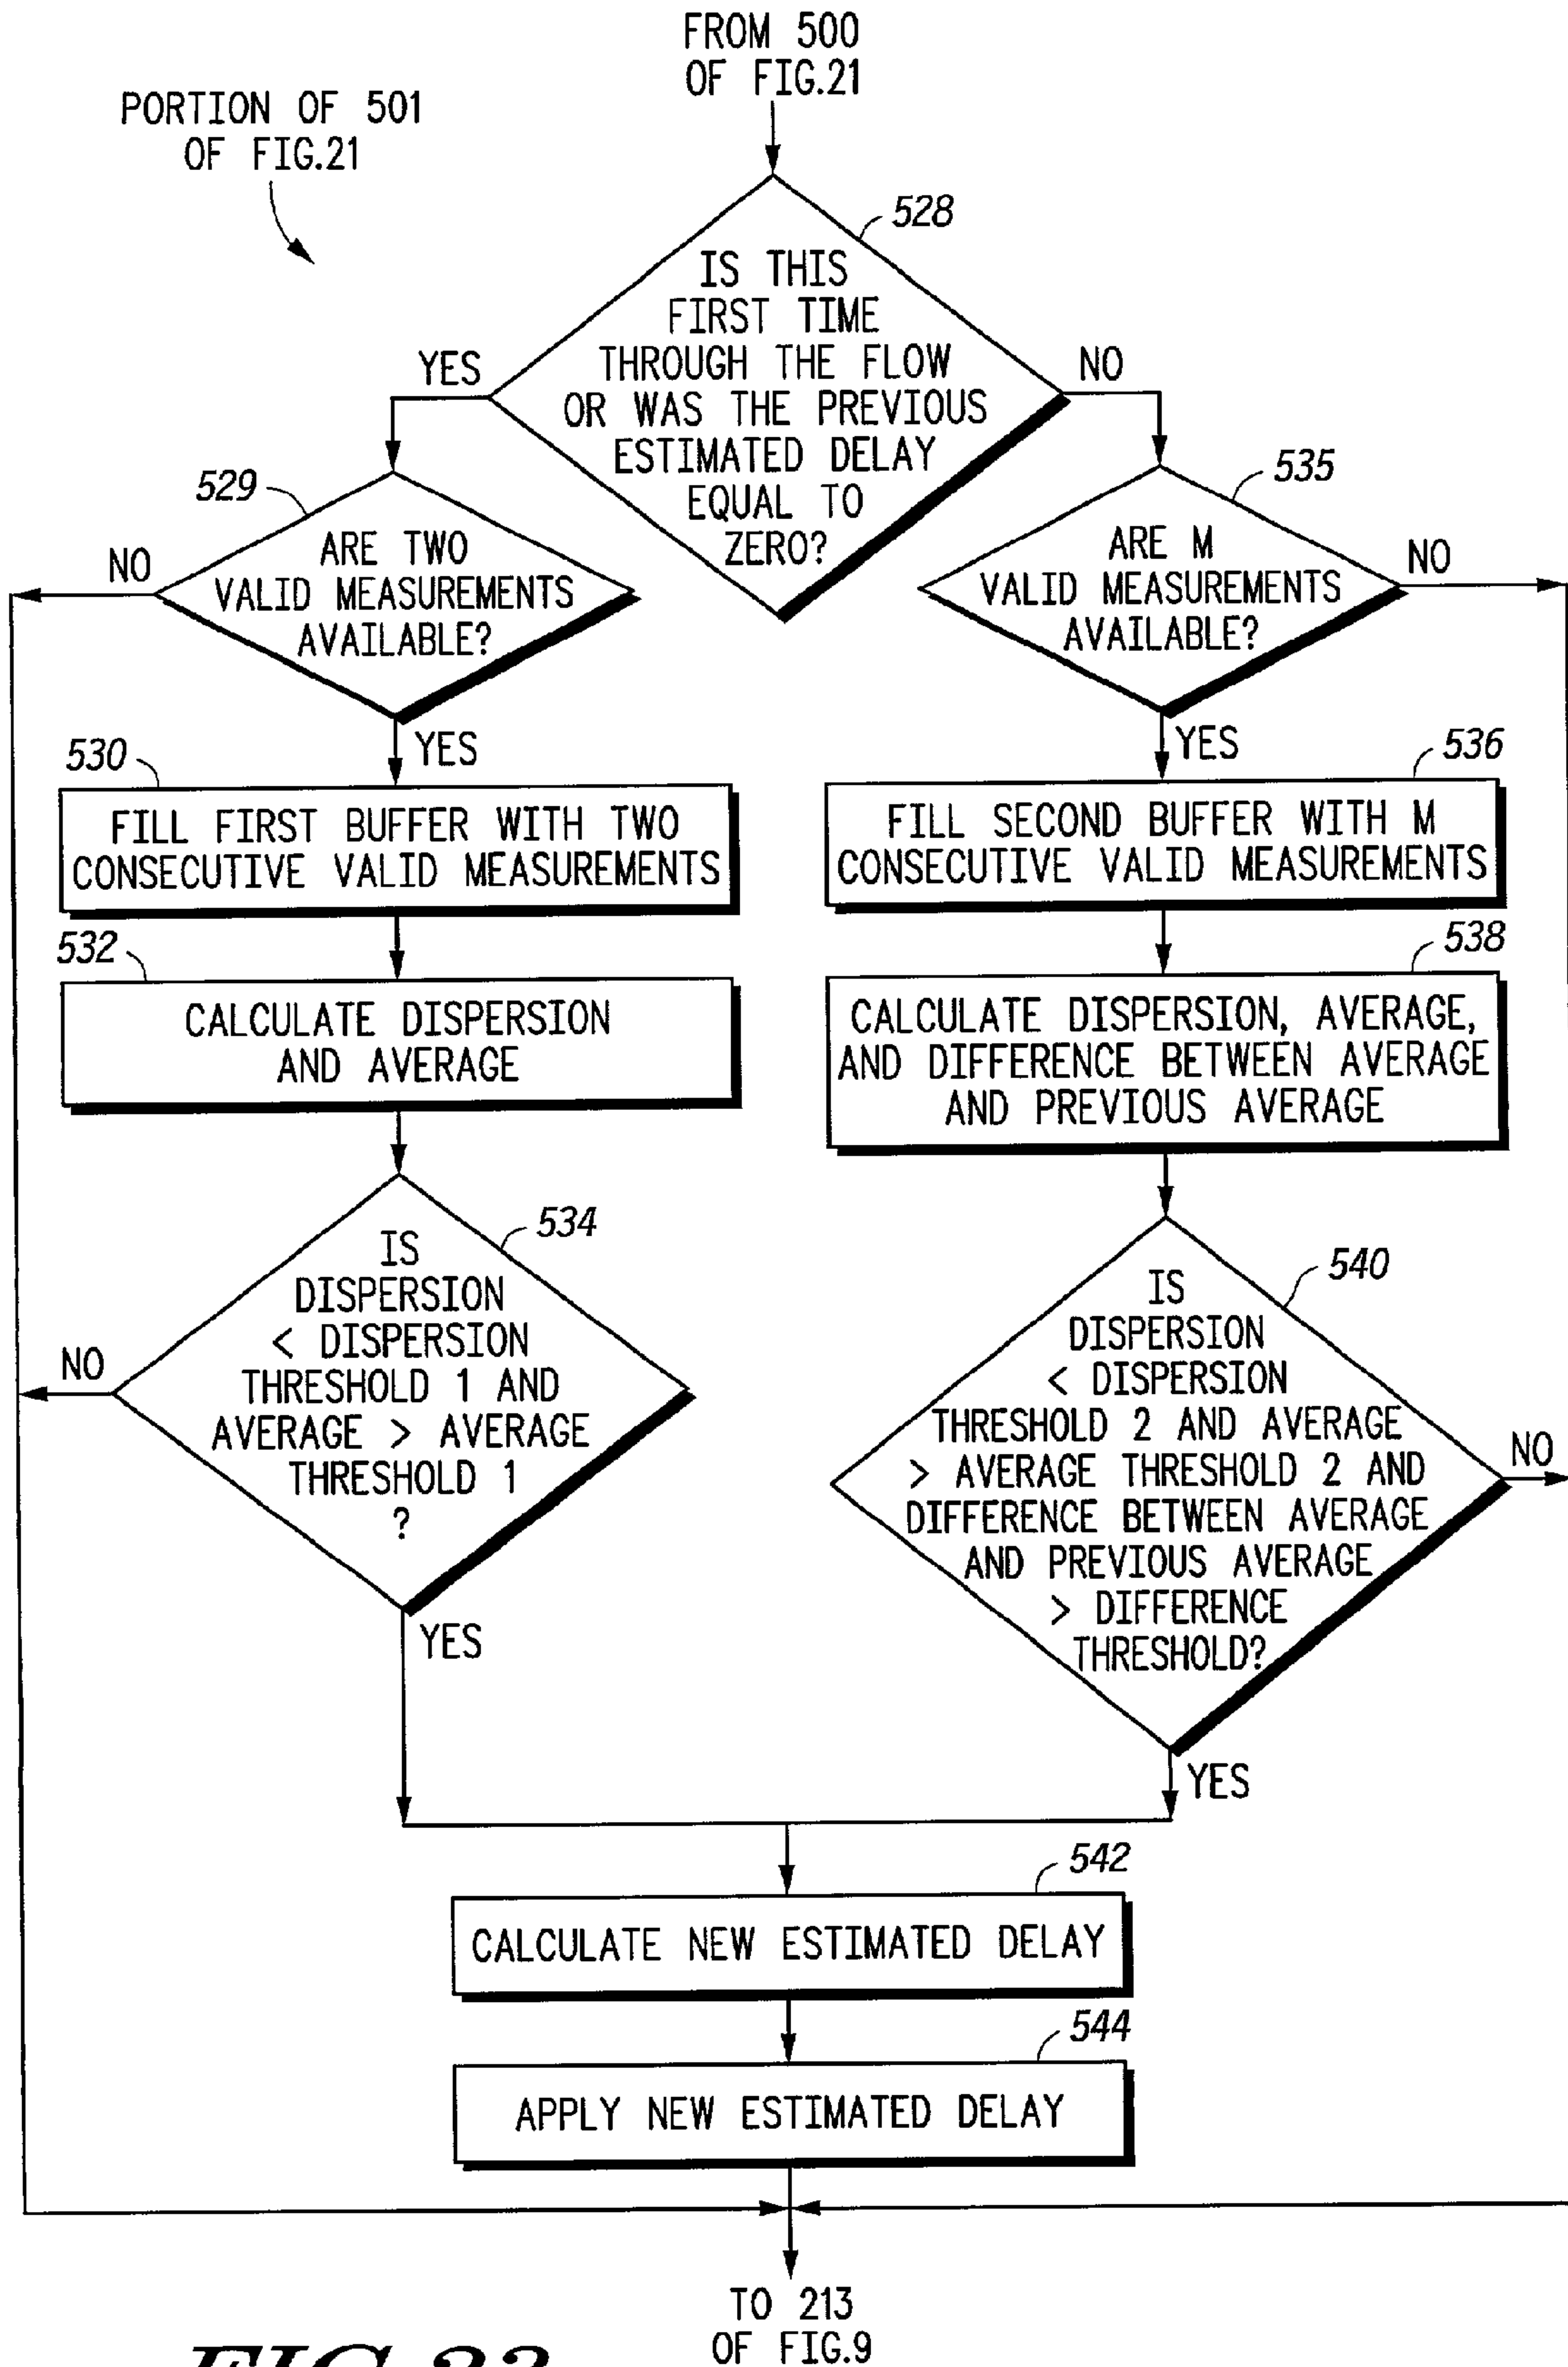 FROM 500
OF FIG.21
PORTION OF 501
OF FIG.21
528
IS THIS
FIRST TIME
THROUGH THE FLOW
OR WAS THE PREVIOUS
ESTIMATED DELAY
EQUAL TO
ZERO?
YES
NO
529
ARE TWO
VALID MEASUREMENTS
AVAILABLE?
NO
YES
535
ARE M
VALID MEASUREMENTS
AVAILABLE?
NO
YES
530
FILL FIRST BUFFER WITH TWO
CONSECUTIVE VALID MEASUREMENTS
536
FILL SECOND BUFFER WITH M
CONSECUTIVE VALID MEASUREMENTS
532
CALCULATE DISPERSION
AND AVERAGE
538
CALCULATE DISPERSION, AVERAGE,
AND DIFFERENCE BETWEEN AVERAGE
AND PREVIOUS AVERAGE
534
IS
DISPERSION
< DISPERSION
THRESHOLD 1 AND
AVERAGE > AVERAGE
THRESHOLD 1
?
NO
YES
540
IS
DISPERSION
< DISPERSION
THRESHOLD 2 AND AVERAGE
> AVERAGE THRESHOLD 2 AND
DIFFERENCE BETWEEN AVERAGE
AND PREVIOUS AVERAGE
> DIFFERENCE
THRESHOLD?
NO
YES
542
CALCULATE NEW ESTIMATED DELAY
544
APPLY NEW ESTIMATED DELAY
TO 213
OF FIG.9